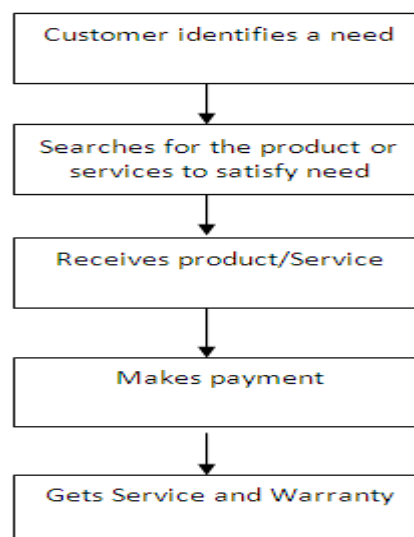 Customer identifies a need
Searches for the product or
services to satisfy need
Receives product/Service
Makes payment
Gets Service and Warranty